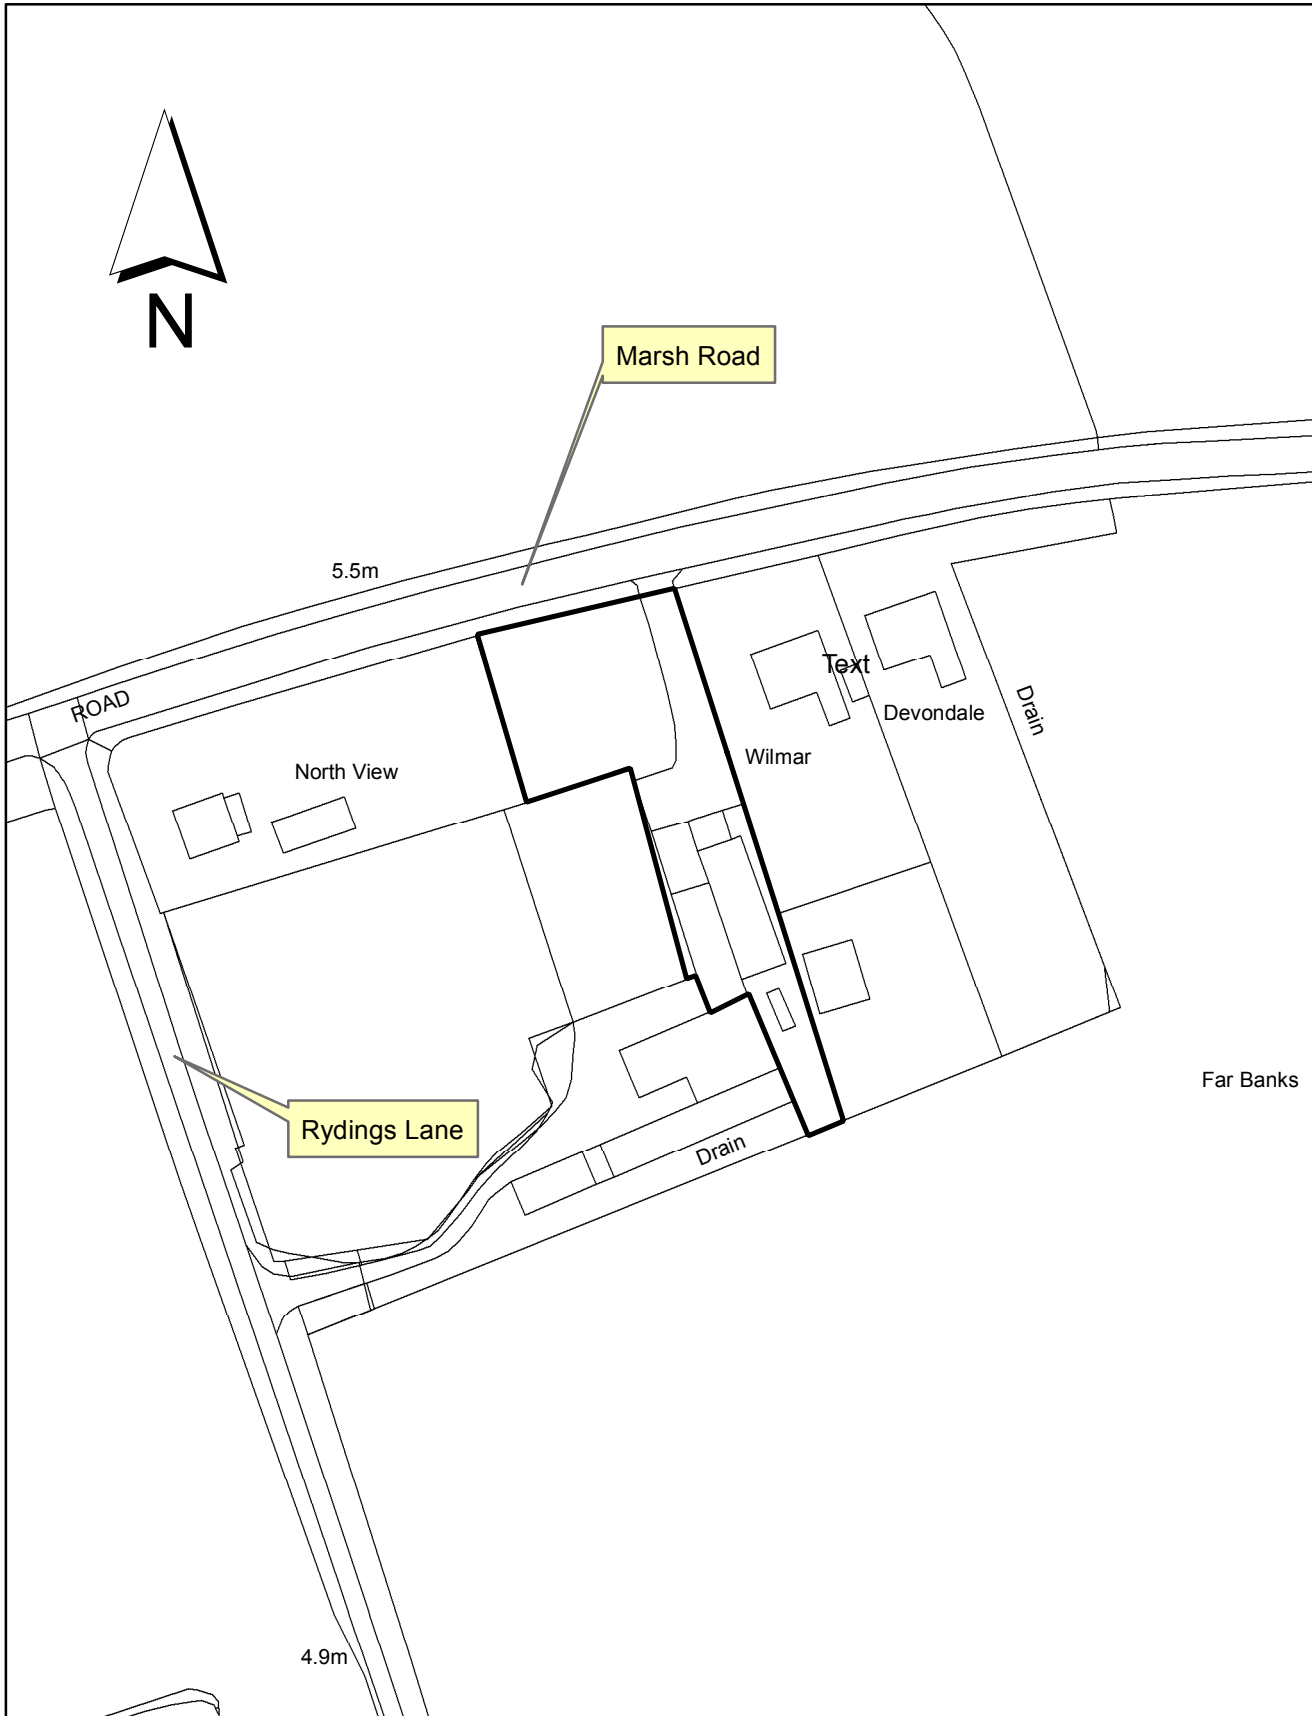 N
Marsh Road
5.5m
ROAD
Text
Drain
Devondale
Wilmar
North View
Far Banks
Rydings Lane
Drain
4.9m